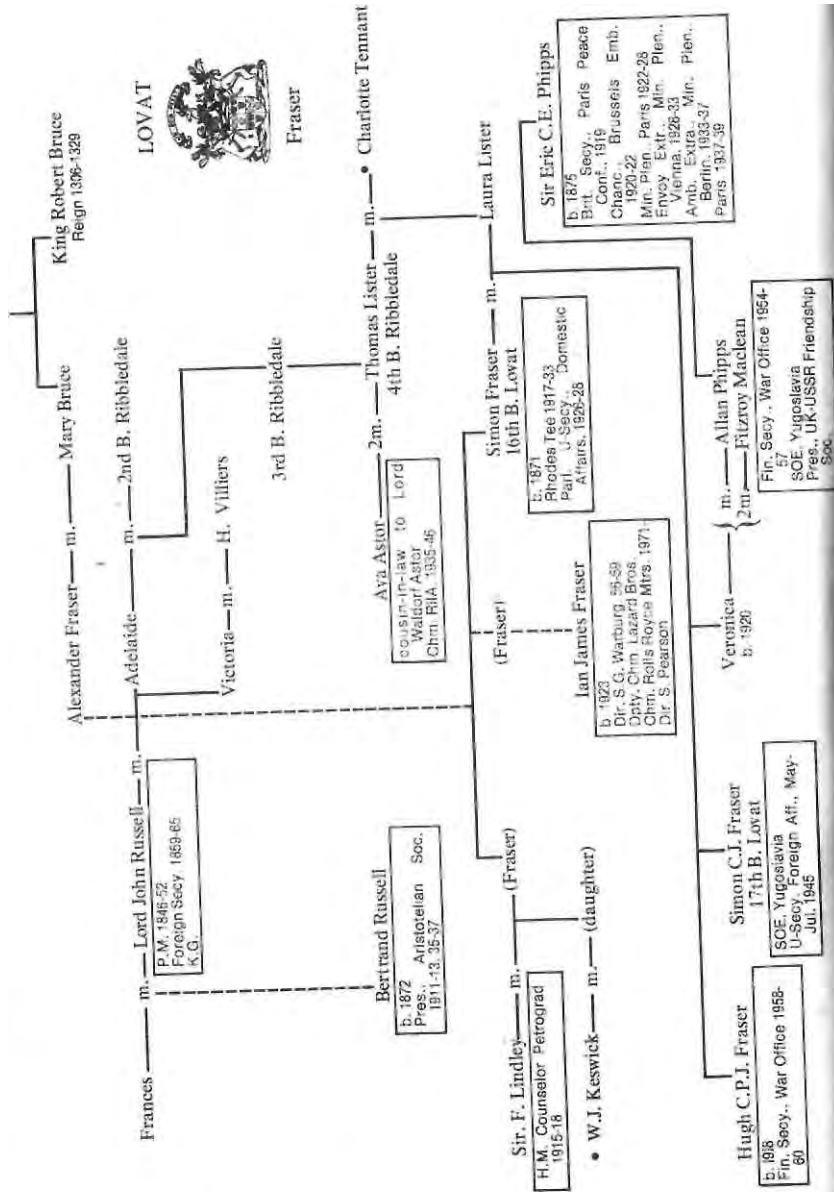 LOVAT
Fraser
King Robert Bruce
Reign 1306-1329
Alexander Fraser — m. — Mary Bruce
Frances — m. — Lord John Russell — m. — Adelaide — m. — 2nd B. Ribbledale
P.M. 1846-52
Foreign Secy 1859-65
K.G.
Victoria — m. — H. Villiers
3rd B. Ribbledale
Bertrand Russell
b. 1872
Pres., Aristotelian Soc.
1911-13, 35-37
Ava Astor — 2m. — Thomas Lister — m. — • Charlotte Tennant
4th B. Ribbledale
cousin-in-law to Lord
Waldorf Astor
Chm. RIIA. 1935-46
Sir. F. Lindley — m. — (Fraser)
H.M. Counselor Petrograd
1915-18
(Fraser)
Simon Fraser — m. — Laura Lister
16th B. Lovat
b. 1871
Rhodes Tee 1917-33
Parl. U-Secy., Domestic
Affairs, 1926-28
• W.J. Keswick — m. — (daughter)
Ian James Fraser
b. 1923
Dir. S.G. Warburg 56-69
Dpty. Chm. Lazard Bros.
Chm. Rolls Royce Mtrs. 1971-
Dir. S. Pearson
Sir Eric C.E. Phipps
b. 1875
Brit. Secy., Paris Peace
Conf., 1919
Chanc., Brussels Emb.
1920-22
Min. Plen., Paris 1922-28
Envoy Extr., Min. Plen.,
Vienna, 1928-33
Amb. Extra., Min. Plen.,
Berlin, 1933-37
Paris 1937-39
Hugh C.P.J. Fraser
b. 1918
Fin. Secy., War Office 1958-
60
Simon C.J. Fraser
17th B. Lovat
SOE, Yugoslavia
U-Secy. Foreign Aff., May-
Jul. 1945
Veronica
b. 1920
m. — Allan Phipps
2m. — Fitzroy Maclean
Fin. Secy., War Office 1954-
57
SOE, Yugoslavia
Pres., UK-USSR Friendship
Soc.